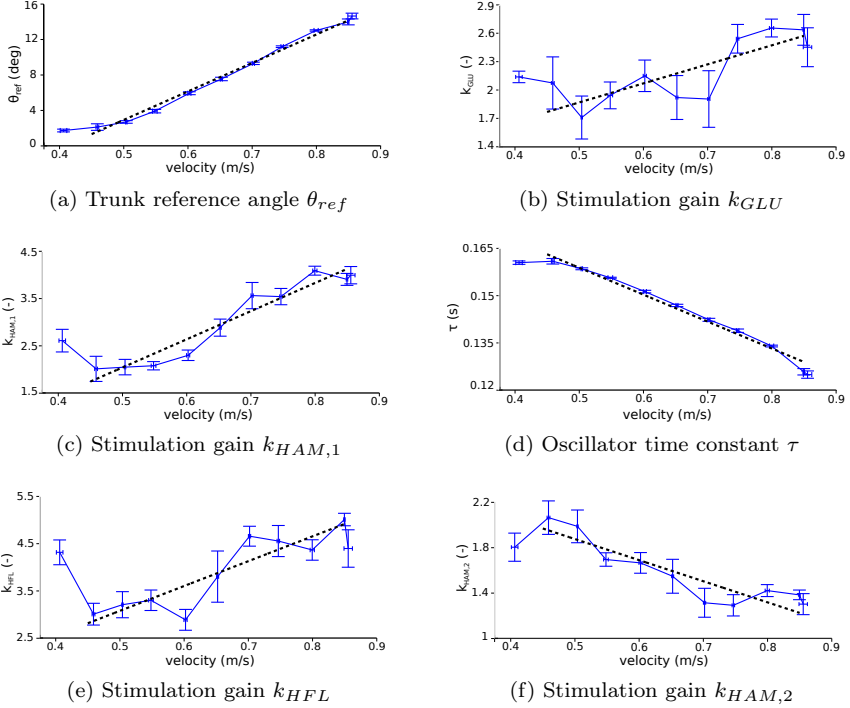 16
12
8
4
0
θref (deg)
0.4 0.5 0.6 0.7 0.8 0.9
velocity (m/s)
(a) Trunk reference angle θref
2.9
2.6
2.3
2
1.7
1.4
kGLU (-)
0.4 0.5 0.6 0.7 0.8 0.9
velocity (m/s)
(b) Stimulation gain kGLU
4.5
3.5
2.5
1.5
kHAM,1 (-)
0.4 0.5 0.6 0.7 0.8 0.9
velocity (m/s)
(c) Stimulation gain kHAM,1
0.165
0.15
0.135
0.12
τ (s)
0.4 0.5 0.6 0.7 0.8 0.9
velocity (m/s)
(d) Oscillator time constant τ
5.5
4.5
3.5
2.5
kHFL (-)
0.4 0.5 0.6 0.7 0.8 0.9
velocity (m/s)
(e) Stimulation gain kHFL
2.2
1.8
1.4
1
kHAM,2 (-)
0.4 0.5 0.6 0.7 0.8 0.9
velocity (m/s)
(f) Stimulation gain kHAM,2